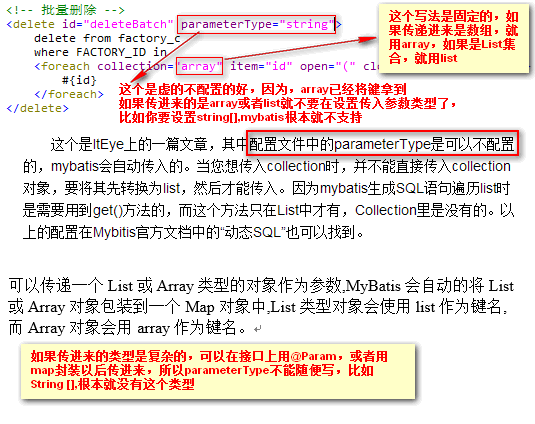 <!-- 批量删除 -->
<delete id="deleteBatch" parameterType="string">
delete from factory_c
where FACTORY_ID in
<foreach collection="array" item="id" open="(" clo
#{id}
</foreach>
</delete>
这个写法是固定的，如
果传递进来是数组，就
用array，如果是List集
合，就用list
这个是虚的不配置的好，因为，array已经将键拿到
如果传进来的是array或者list就不要在设置传入参数类型了，
比如你要设置string[],mybatis根本就不支持
这个是ItEye上的一篇文章，其中配置文件中的parameterType是可以不配置
的，mybatis会自动传入的。当您想传入collection时，并不能直接传入collection
对象，要将其先转换为list，然后才能传入。因为mybatis生成SQL语句遍历list时
是需要用到get()方法的，而这个方法只在List中才有，Collection里是没有的。以
上的配置在Mybitis官方文档中的“动态SQL”也可以找到。
可以传递一个 List 或 Array 类型的对象作为参数,MyBatis 会自动的将 List
或 Array 对象包装到一个 Map 对象中,List 类型对象会使用 list 作为键名,
而 Array 对象会用 array 作为键名。
如果传进来的类型是复杂的，可以在接口上用@Param，或者用
map封装以后传进来，所以parameterType不能随便写，比如
String [],根本就没有这个类型